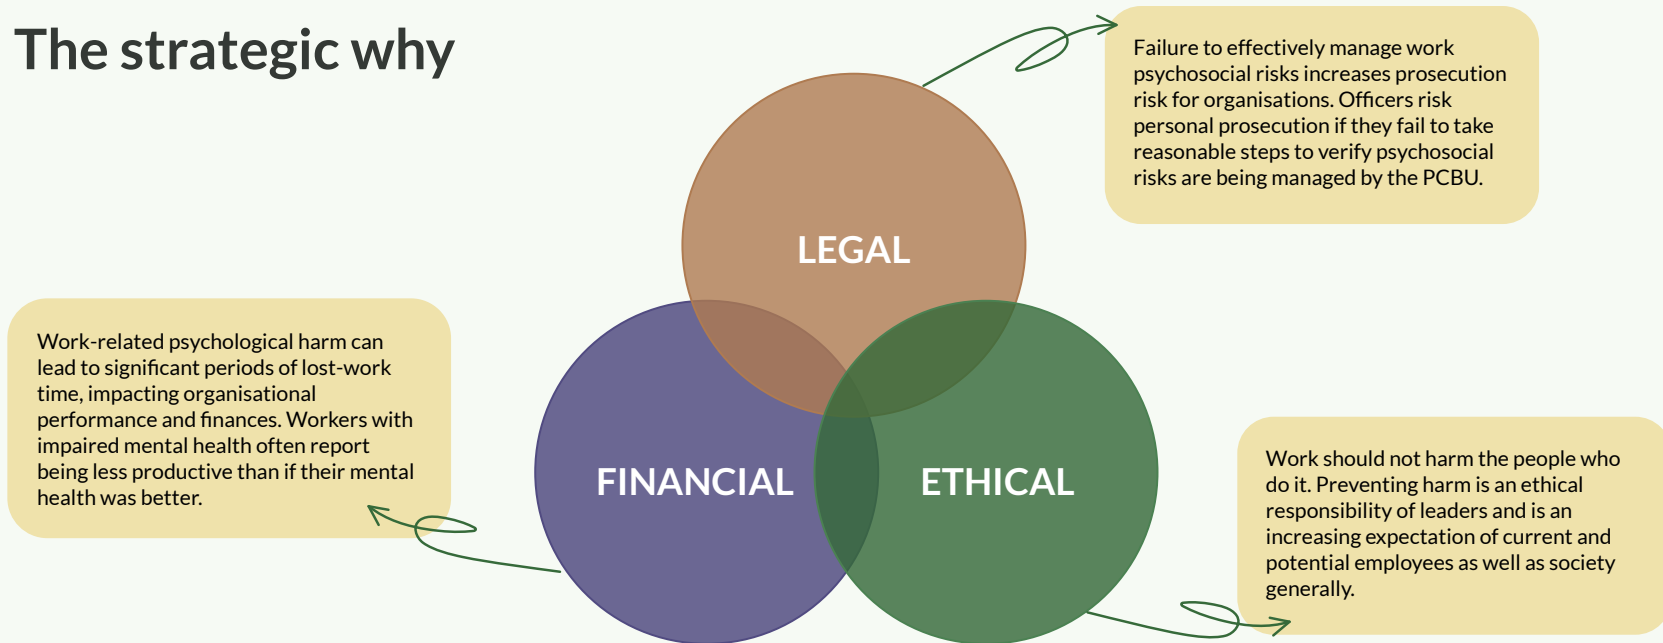 The strategic why
Failure to effectively manage work
psychosocial risks increases prosecution
risk for organisations. Officers risk
personal prosecution if they fail to take
reasonable steps to verify psychosocial
risks are being managed by the PCBU.
LEGAL
Work-related psychological harm can
lead to significant periods of lost-work
time, impacting organisational
performance and finances. Workers with
impaired mental health often report
being less productive than if their mental
health was better.
FINANCIAL
ETHICAL
Work should not harm the people who
do it. Preventing harm is an ethical
responsibility of leaders and is an
increasing expectation of current and
potential employees as well as society
generally.